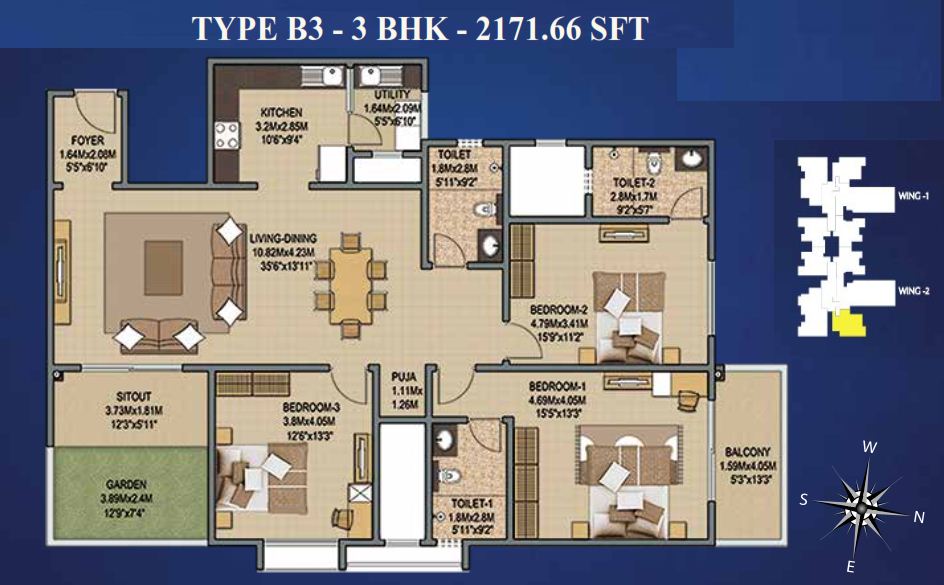 TYPE B3 - 3 BHK - 2171.66 SFT
FOYER
1.64Mx2.08M
5'5"x6'10"
KITCHEN
3.2Mx2.85M
10'6"x9'4"
UTILITY
1.64Mx2.09M
5'5"x6'10"
TOILET
1.8Mx2.8M
5'11"x9'2"
TOILET-2
2.8Mx1.7M
9'2"x5'7"
LIVING-DINING
10.82Mx4.23M
35'6"x13'11"
BEDROOM-2
4.79Mx3.41M
15'9"x11'2"
SITOUT
3.73Mx1.81M
12'3"x5'11"
PUJA
1.11Mx
1.26M
BEDROOM-3
3.8Mx4.05M
12'6"x13'3"
BEDROOM-1
4.69Mx4.05M
15'5"x13'3"
BALCONY
1.59Mx4.05M
5'3"x13'3"
GARDEN
3.89Mx2.4M
12'9"x7'4"
TOILET-1
1.8Mx2.8M
5'11"x9'2"
WING -1
WING -2
W
S
N
E